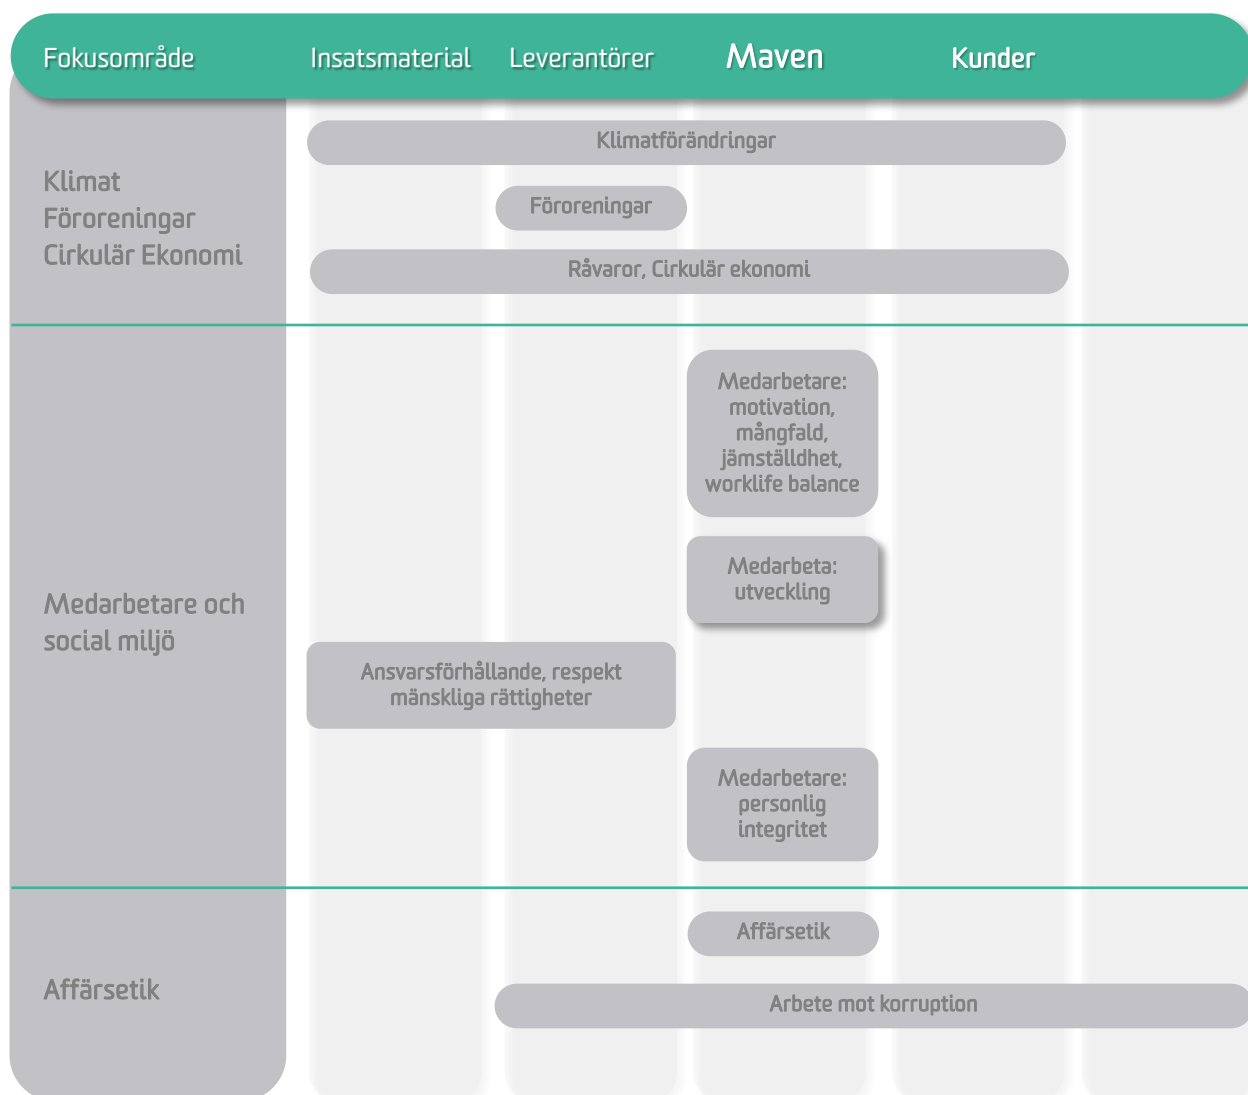 Fokusområde Insatsmaterial Leverantörer Maven Kunder
Klimat
Föroreningar
Cirkulär Ekonomi
Klimatförändringar
Föroreningar
Råvaror, Cirkulär ekonomi
Medarbetare och
social miljö
Medarbetare:
motivation,
mångfald,
jämställdhet,
worklife balance
Medarbeta:
utveckling
Ansvarsförhållande, respekt
mänskliga rättigheter
Medarbetare:
personlig
integritet
Affärsetik
Affärsetik
Arbete mot korruption